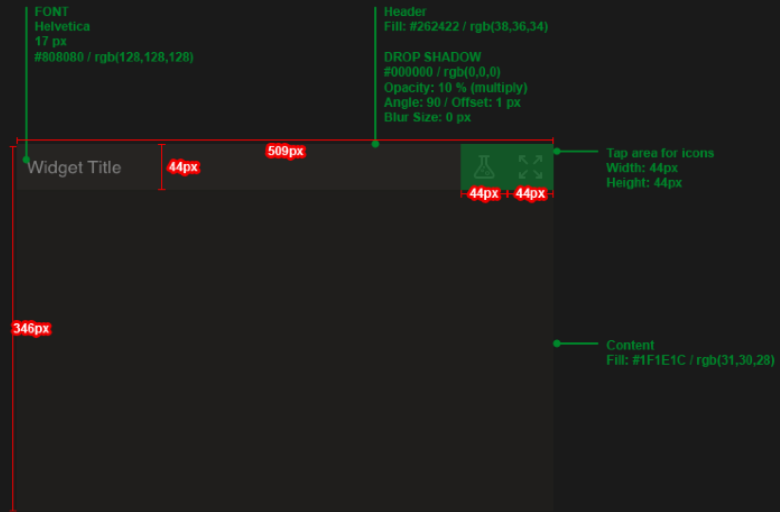 FONT
Helvetica
17 px
#808080 / rgb(128,128,128)
Header
Fill: #262422 / rgb(38,36,34)
DROP SHADOW
#000000 / rgb(0,0,0)
Opacity: 10 % (multiply)
Angle: 90 / Offset: 1 px
Blur Size: 0 px
509px
Widget Title
44px
Tap area for icons
Width: 44px
Height: 44px
44px
44px
346px
Content
Fill: #1F1E1C / rgb(31,30,28)